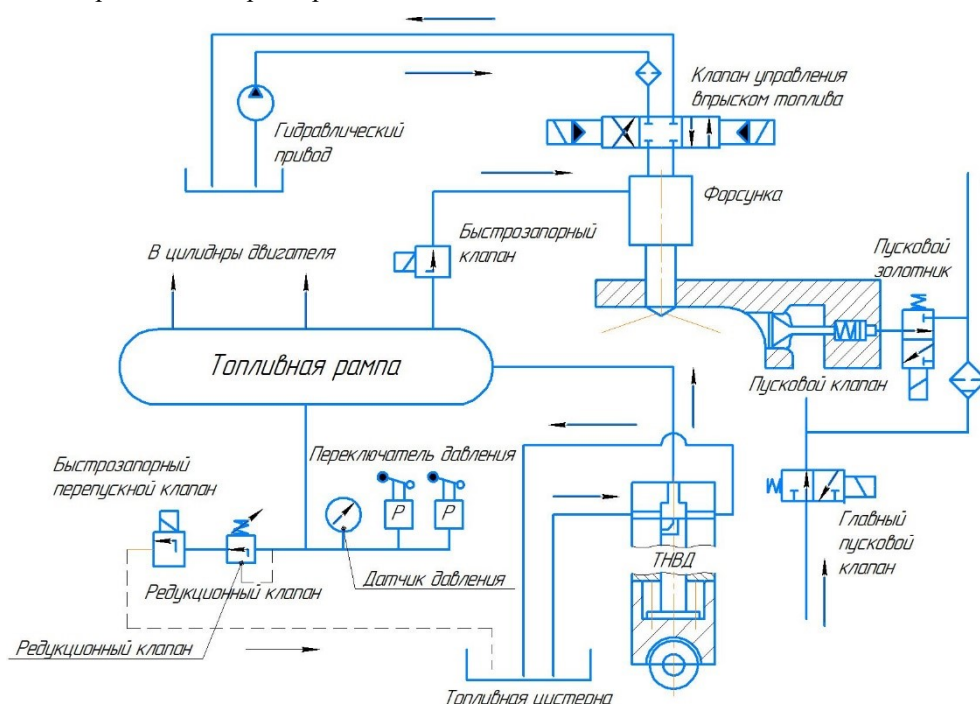 Клапан управления
впрыском топлива
Гидравлический
привод
Форсунка
Быстрозапорный
клапан
В цилидры двигателя
Пусковой
золотник
Топливная рампа
Пусковой клапан
Быстрозапорный
перепускной клапан
Переключатель давления
P
P
Главный
пусковой
клапан
ТНВД
Датчик давления
Редукционный клапан
Редукционный клапан
Топливная цистерна